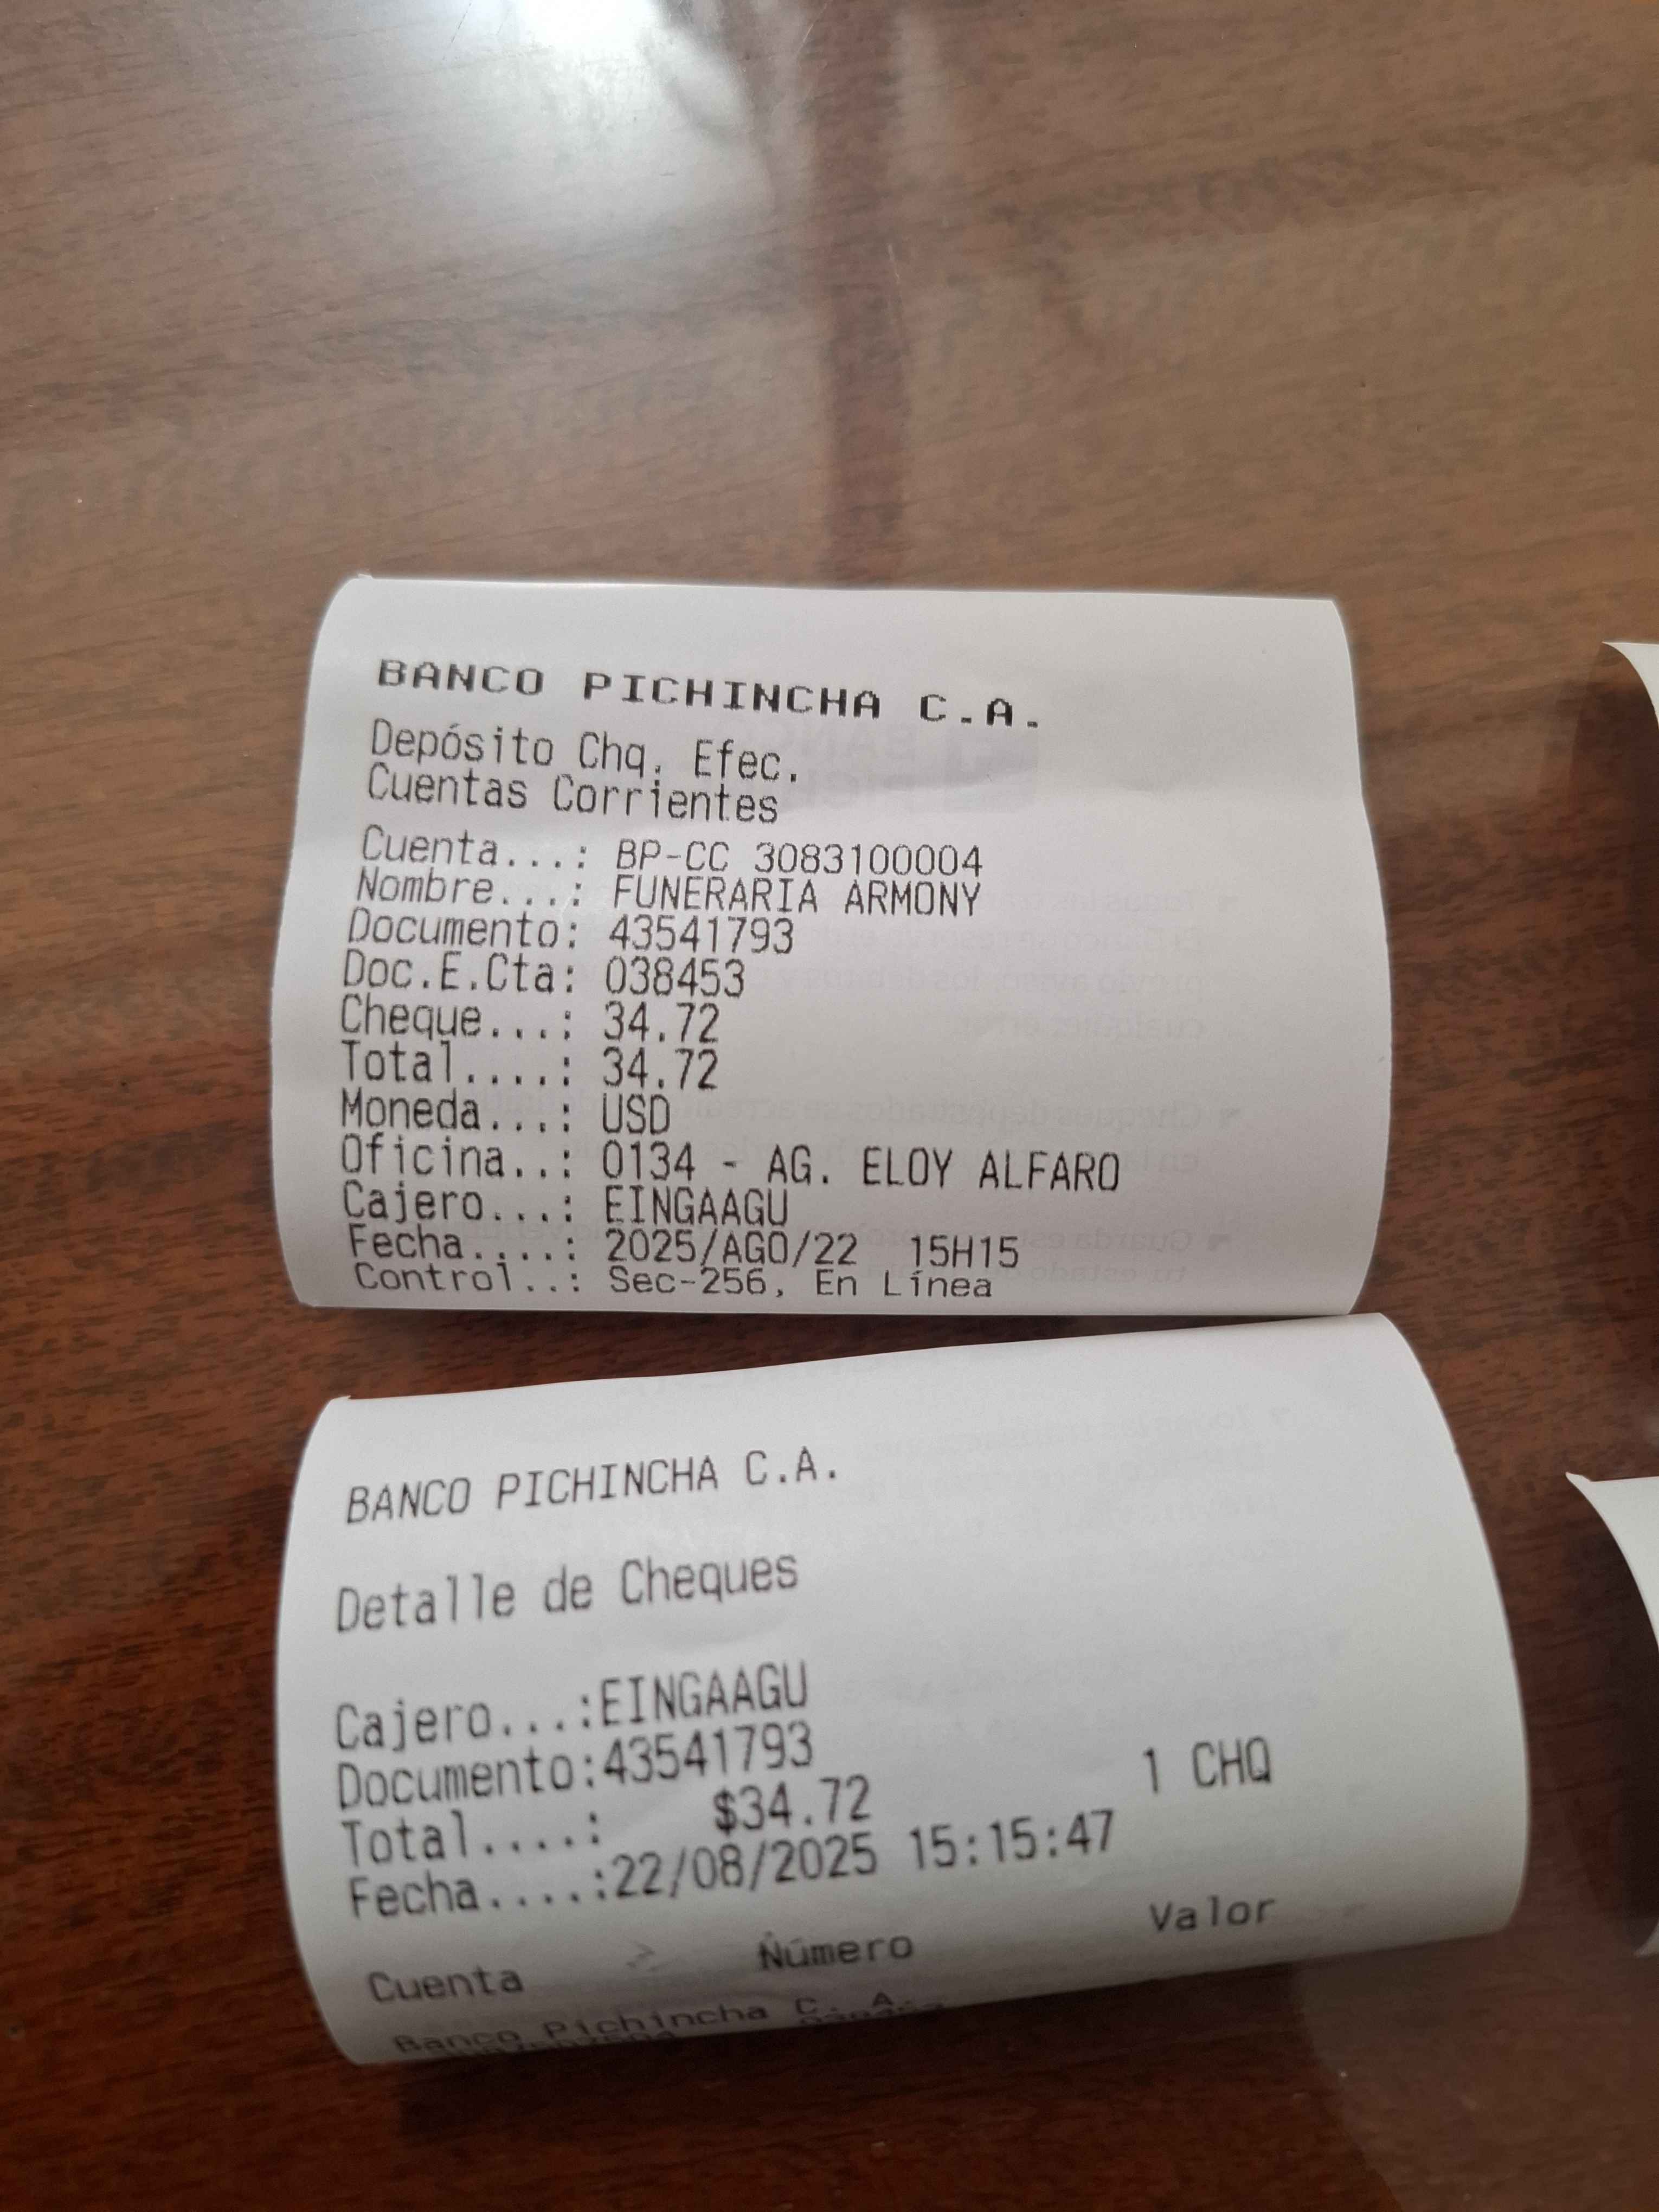 BANCO PICHINCHA C.A.
Depósito Chq. Efec.
Cuentas Corrientes
Cuenta...: BP-CC 3083100004
Nombre...: FUNERARIA ARMONY
Documento: 43541793
Doc.E.Cta: 038453
Cheque...: 34.72
Total....: 34.72
Moneda...: USD
Oficina..: 0134 - AG. ELOY ALFARO
Cajero...: EINGAAGU
Fecha....: 2025/AGO/22 15H15
Control..: Sec-256, En Línea
BANCO PICHINCHA C.A.
Detalle de Cheques
Cajero...:EINGAAGU
Documento:43541793
Total....: $34.72 1 CHQ
Fecha....:22/08/2025 15:15:47
Cuenta Número Valor
Banco Pichincha C. A.